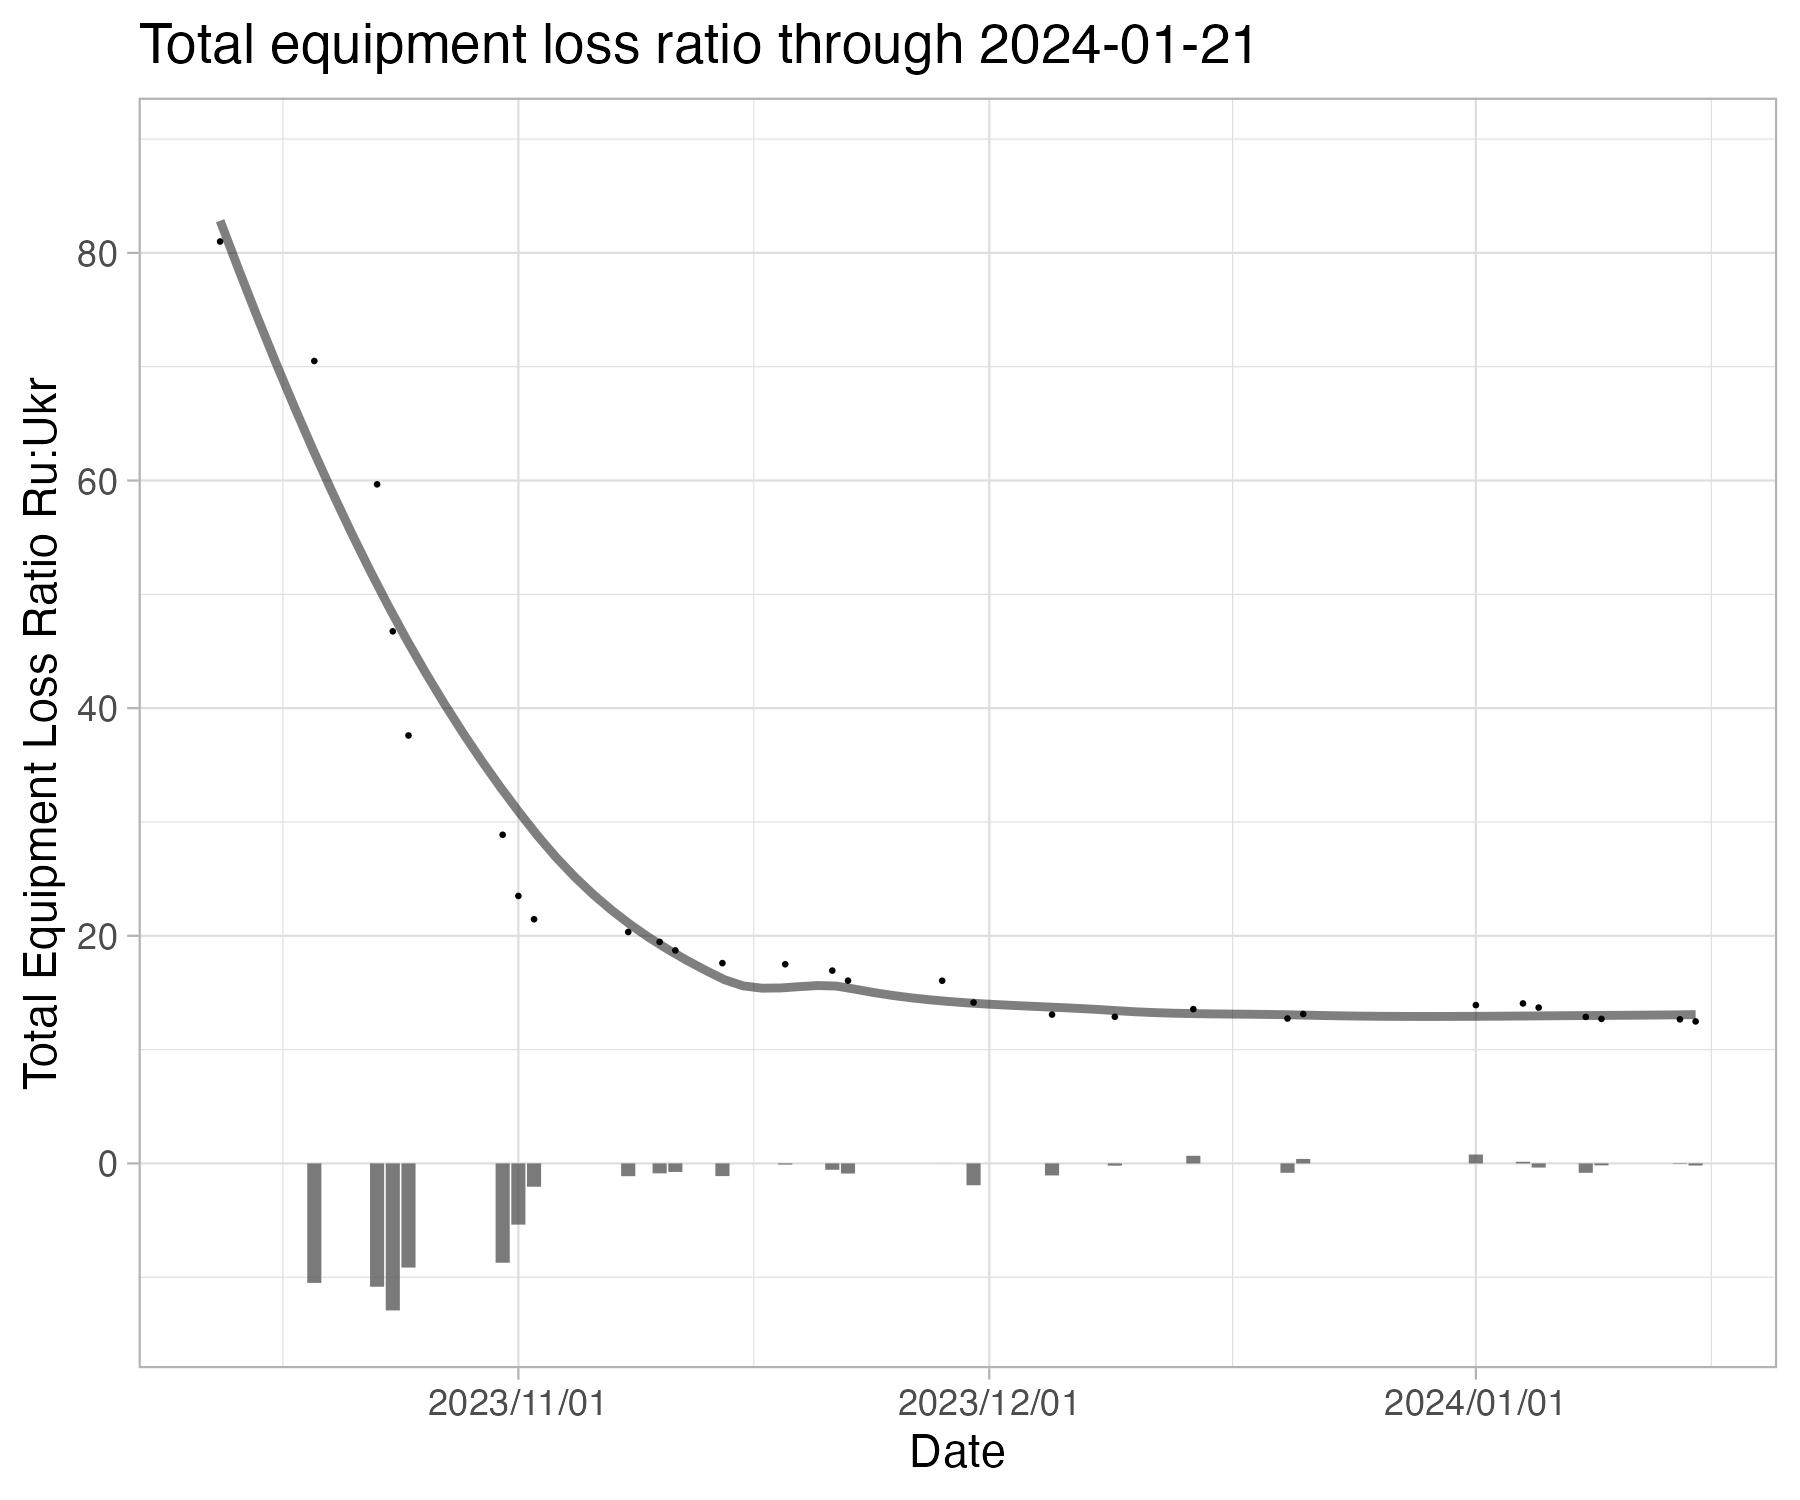 Total equipment loss ratio through 2024-01-21
Total Equipment Loss Ratio Ru:Ukr
80
60
40
20
0
2023/11/01
2023/12/01
2024/01/01
Date